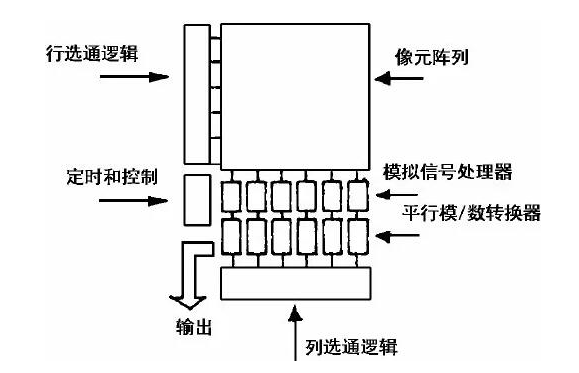 行选通逻辑
像元阵列
定时和控制
模拟信号处理器
平行模/数转换器
输出
列选通逻辑